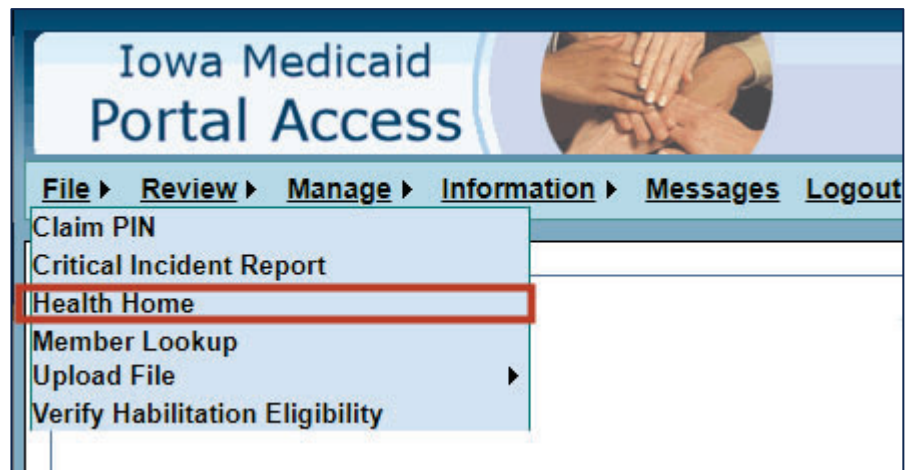 Iowa Medicaid
Portal Access
File Review Manage Information Messages Logout
Claim PIN
Critical Incident Report
Health Home
Member Lookup
Upload File
Verify Habilitation Eligibility